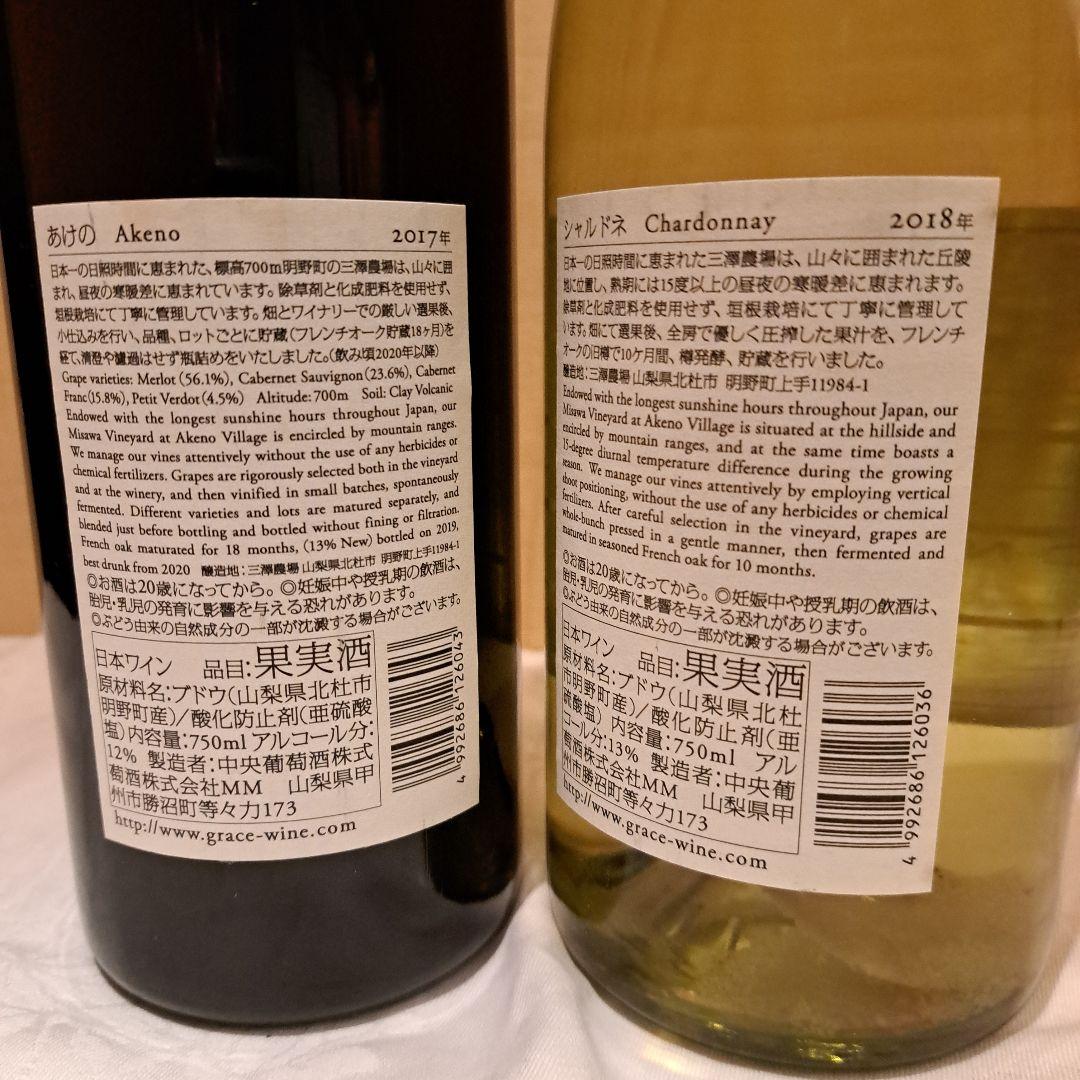 あけの Akeno 2017年
日本一の日照時間に恵まれた、標高700m明野町の三澤農場は、山々に囲
まれ、昼夜の寒暖差に恵まれています。除草剤と化成肥料を使用せず、
垣根栽培にて丁寧に管理しています。畑とワイナリーでの厳しい選果後、
小仕込みを行い、品種、ロットごとに貯蔵(フレンチオーク貯蔵18ヶ月)を
経て、清澄や濾過はせず瓶詰めをいたしました。(飲み頃2020年以降)
Grape varieties: Merlot (56.1%), Cabernet Sauvignon (23.6%), Cabernet
Franc(15.8%), Petit Verdot (4.5%) Altitude: 700m Soil: Clay Volcanic
Endowed with the longest sunshine hours throughout Japan, our
Misawa Vineyard at Akeno Village is encircled by mountain ranges.
We manage our vines attentively without the use of any herbicides or
chemical fertilizers. Grapes are rigorously selected both in the vineyard
and at the winery, and then vinified in small batches, spontaneously
fermented. Different varieties and lots are matured separately, and
blended just before bottling and bottled without fining or filtration.
French oak maturated for 18 months, (13% New) bottled on 2019,
best drunk from 2020 醸造地:三澤農場 山梨県北杜市 明野町上手11984-1
◎お酒は20歳になってから。◎妊娠中や授乳期の飲酒は、
胎児・乳児の発育に影響を与える恐れがあります。
◎ぶどう由来の自然成分の一部が沈澱する場合がございます。
日本ワイン 品目:果実酒
原材料名:ブドウ(山梨県北杜市
明野町産)/酸化防止剤(亜硫酸
塩) 内容量:750ml アルコール分:
12% 製造者:中央葡萄酒株式
萄酒株式会社MM 山梨県甲
州市勝沼町等々力173
http://www.grace-wine.com
4 992686 126043
シャルドネ Chardonnay 2018年
日本一の日照時間に恵まれた三澤農場は、山々に囲まれた丘陵
地に位置し、熟期には15度以上の昼夜の寒暖差に恵まれます。
除草剤と化成肥料を使用せず、垣根栽培にて丁寧に管理して
います。畑にて選果後、全房で優しく圧搾した果汁を、フレンチ
オークの旧樽で10ケ月間、樽発酵、貯蔵を行いました。
醸造地:三澤農場 山梨県北杜市 明野町上手11984-1
Endowed with the longest sunshine hours throughout Japan, our
Misawa Vineyard at Akeno Village is situated at the hillside and
encircled by mountain ranges, and at the same time boasts a
15-degree diurnal temperature difference during the growing
season. We manage our vines attentively by employing vertical
shoot positioning, without the use of any herbicides or chemical
fertilizers. After careful selection in the vineyard, grapes are
whole-bunch pressed in a gentle manner, then fermented and
matured in seasoned French oak for 10 months.
◎お酒は20歳になってから。◎妊娠中や授乳期の飲酒は、
胎児・乳児の発育に影響を与える恐れがあります。
◎ぶどう由来の自然成分の一部が沈澱する場合がございます。
日本ワイン 品目:果実酒
原材料名:ブドウ(山梨県北杜
市明野町産)/酸化防止剤(亜
硫酸塩) 内容量:750ml アル
コール分:13% 製造者:中央葡
萄酒株式会社MM 山梨県甲
州市勝沼町等々力173
http://www.grace-wine.com
4 992686 126036